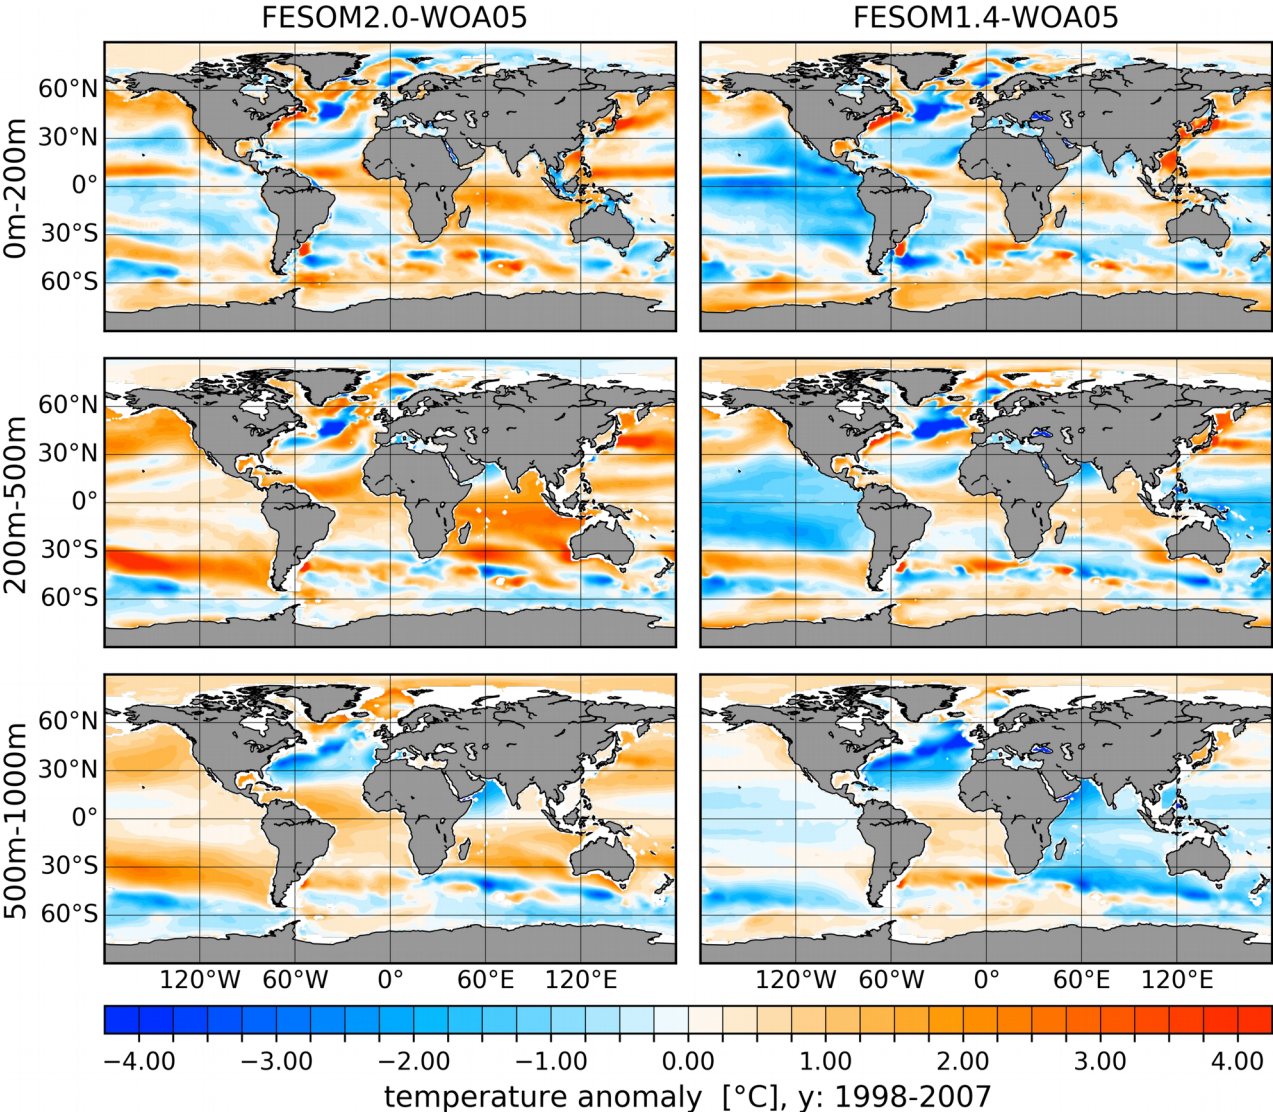 FESOM2.0-WOA05 FESOM1.4-WOA05
0m-200m
60°N
30°N
0°
30°S
60°S
200m-500m
60°N
30°N
0°
30°S
60°S
500m-1000m
60°N
30°N
0°
30°S
60°S
120°W 60°W 0° 60°E 120°E 120°W 60°W 0° 60°E 120°E
−4.00 −3.00 −2.00 −1.00 0.00 1.00 2.00 3.00 4.00
temperature anomaly [°C], y: 1998-2007